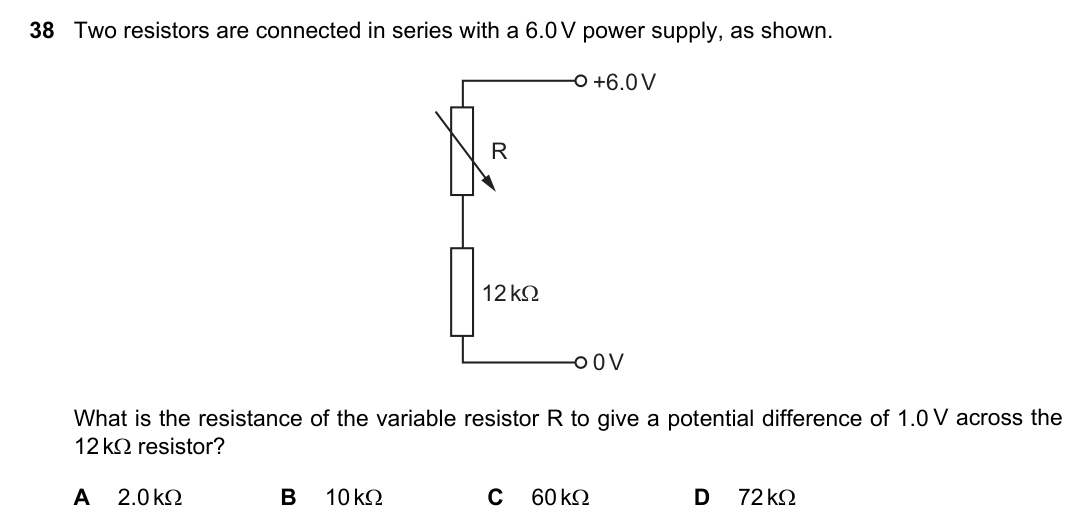 38 Two resistors are connected in series with a 6.0 V power supply, as shown.
+6.0 V
R
12 kΩ
0 V
What is the resistance of the variable resistor R to give a potential difference of 1.0 V across the
12 kΩ resistor?
A 2.0 kΩ B 10 kΩ C 60 kΩ D 72 kΩ